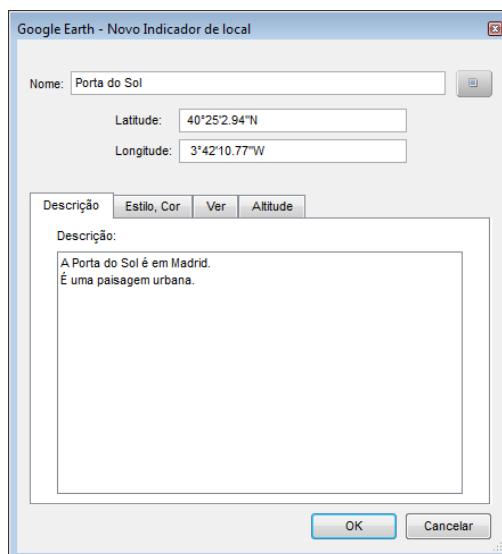 Google Earth - Novo Indicador de local
Nome: Porta do Sol
Latitude: 40°25'2.94"N
Longitude: 3°42'10.77"W
Descrição Estilo, Cor Ver Altitude
Descrição:
A Porta do Sol é em Madrid.
É uma paisagem urbana.
OK Cancelar